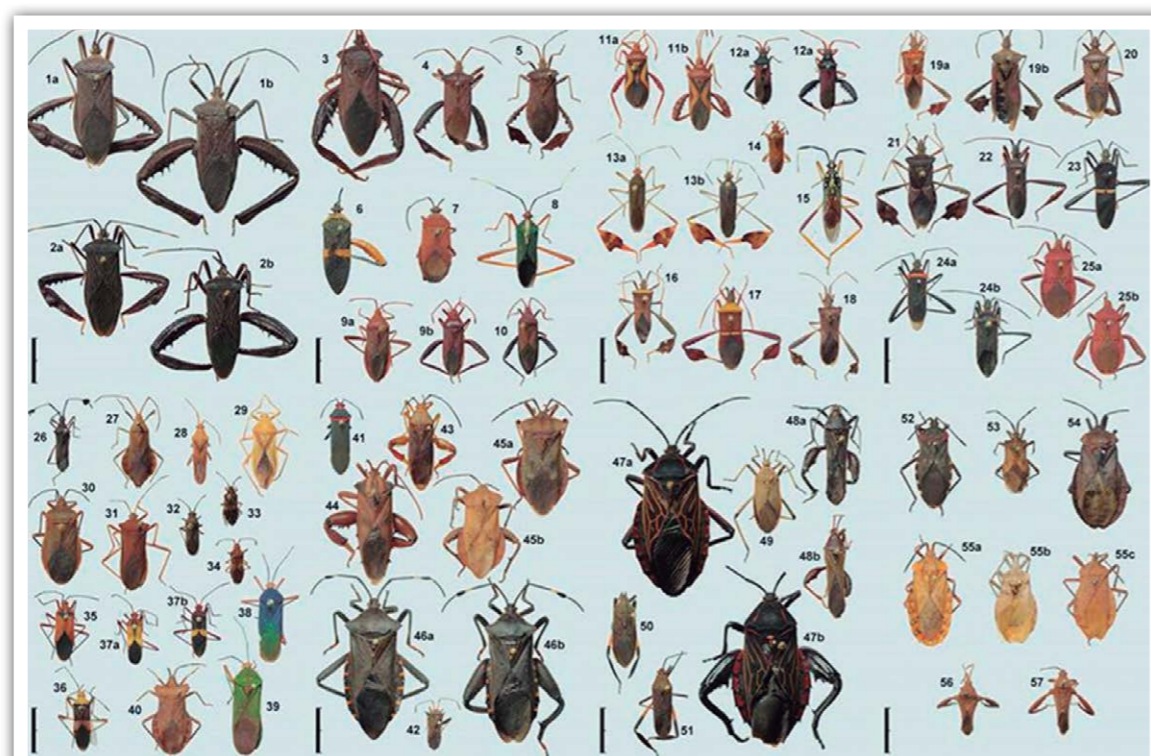 1a 1b 3 4 5 11a 11b 12a 12a 19a 19b 20
14
13a 13b 15 21 22 23
6 7 8
2a 2b 24a 24b 25a
16 17 18 25b
9a 9b 10
26 27 28 29 41 43 45a 47a 48a 52 53 54
30 31 32 33 44 45b 49
34 48b 55a 55b 55c
35 37a 37b 38 46a 46b 50 47b
36 40 39 42 51 56 57